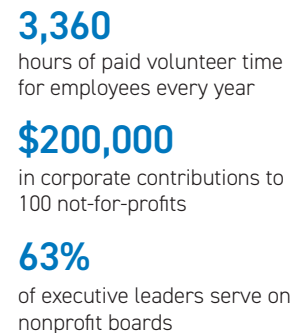 3,360
hours of paid volunteer time
for employees every year
$200,000
in corporate contributions to
100 not-for-profits
63%
of executive leaders serve on
nonprofit boards